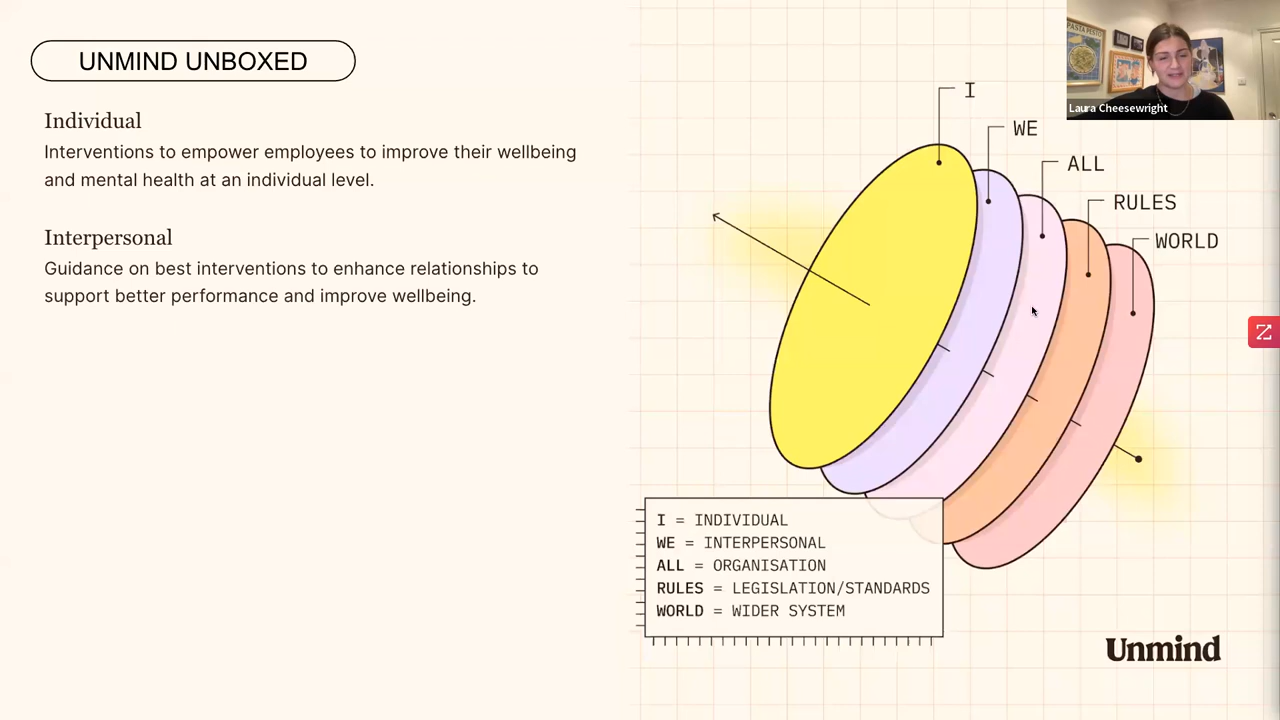 UNMIND UNBOXED
Individual
Interventions to empower employees to improve their wellbeing
and mental health at an individual level.
Interpersonal
Guidance on best interventions to enhance relationships to
support better performance and improve wellbeing.
I
WE
ALL
RULES
WORLD
I = INDIVIDUAL
WE = INTERPERSONAL
ALL = ORGANISATION
RULES = LEGISLATION/STANDARDS
WORLD = WIDER SYSTEM
Unmind
PASTA PESTO
Laura Cheesewright